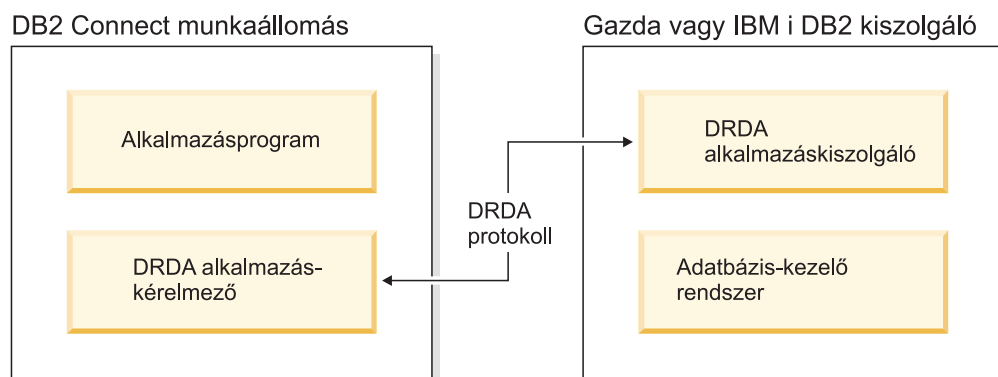 DB2 Connect munkaállomás
Alkalmazásprogram
DRDA alkalmazás-
kérelmező
DRDA
protokoll
Gazda vagy IBM i DB2 kiszolgáló
DRDA
alkalmazáskiszolgáló
Adatbázis-kezelő
rendszer